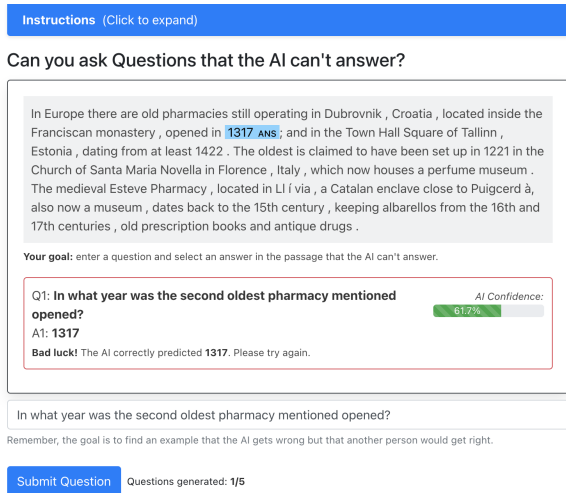 Instructions (Click to expand)
Can you ask Questions that the AI can't answer?
In Europe there are old pharmacies still operating in Dubrovnik , Croatia , located inside the
Franciscan monastery , opened in 1317 ANS ; and in the Town Hall Square of Tallinn ,
Estonia , dating from at least 1422 . The oldest is claimed to have been set up in 1221 in the
Church of Santa Maria Novella in Florence , Italy , which now houses a perfume museum .
The medieval Esteve Pharmacy , located in Ll í via , a Catalan enclave close to Puigcerd à,
also now a museum , dates back to the 15th century , keeping albarellos from the 16th and
17th centuries , old prescription books and antique drugs .
Your goal: enter a question and select an answer in the passage that the AI can't answer.
Q1: In what year was the second oldest pharmacy mentioned
opened?
AI Confidence:
61.7%
A1: 1317
Bad luck! The AI correctly predicted 1317. Please try again.
In what year was the second oldest pharmacy mentioned opened?
Remember, the goal is to find an example that the AI gets wrong but that another person would get right.
Submit Question Questions generated: 1/5